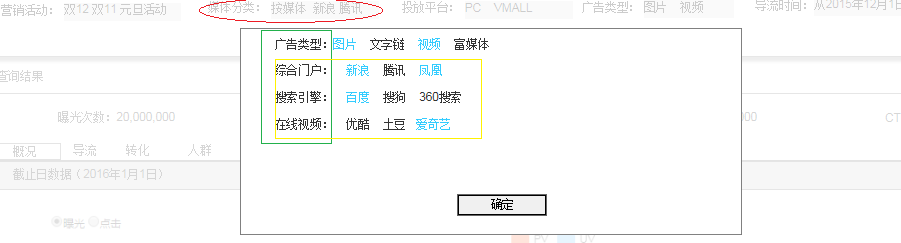 营销活动: 双12 双11 元旦活动 媒体分类: 按媒体 新浪 腾讯 投放平台: PC VMALL 广告类型: 图片 视频 导流时间: 从2015年12月1日
广告类型: 图片 文字链 视频 富媒体
综合门户: 新浪 腾讯 凤凰
查询结果
搜索引擎: 百度 搜狗 360搜索
曝光次数: 20,000,000 CT
在线视频: 优酷 土豆 爱奇艺
概况 导流 转化 人群
截止日数据(2016年1月1日)
确定
曝光 点击
PV UV